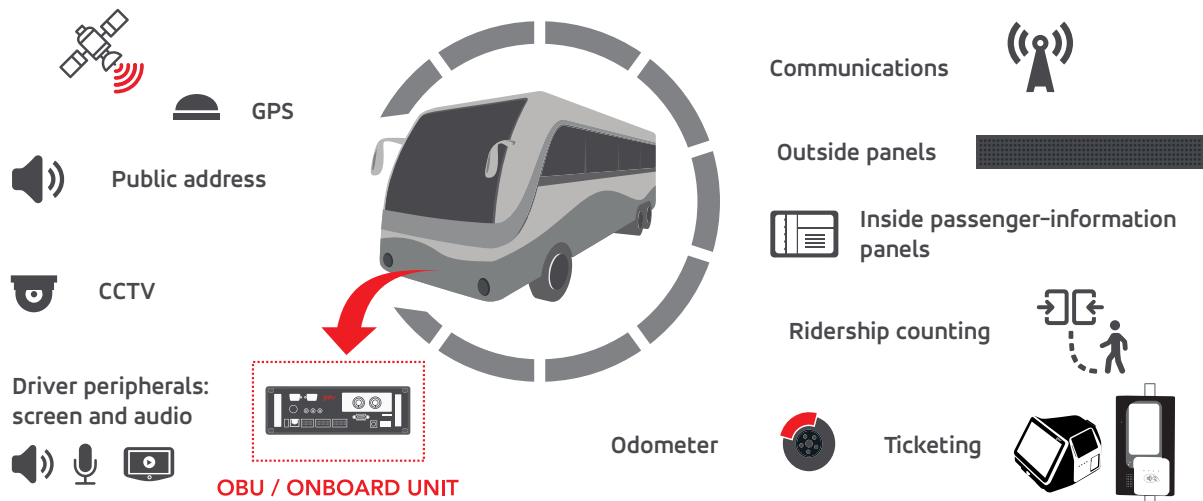 GPS
Public address
CCTV
Driver peripherals:
screen and audio
OBU / ONBOARD UNIT
Communications
Outside panels
Inside passenger-information
panels
Ridership counting
Odometer
Ticketing